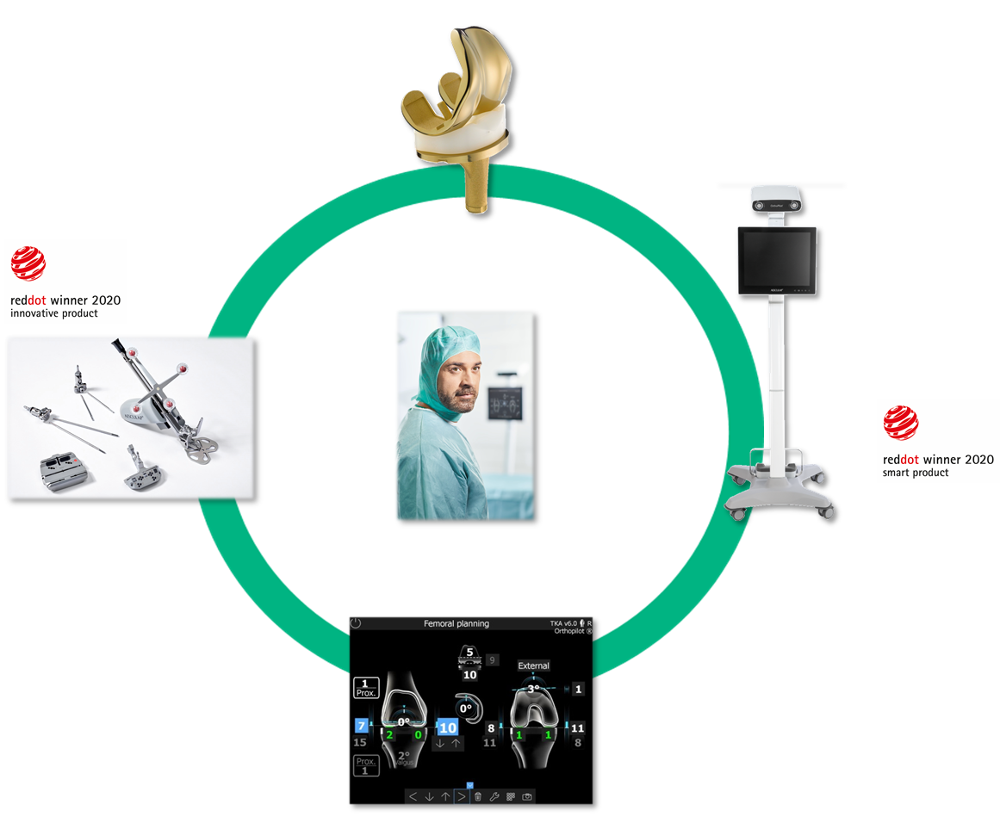 reddot winner 2020
innovative product
AESCULAP
AESCULAP
reddot winner 2020
smart product
Femoral planning
TKA v6.0 R
Orthopilot ®
5
9
10
External
3°
1
1
Prox.
0°
0°
7
10
8
11
2
0
1
1
15
11
8
2°
Valgus
Prox.
1